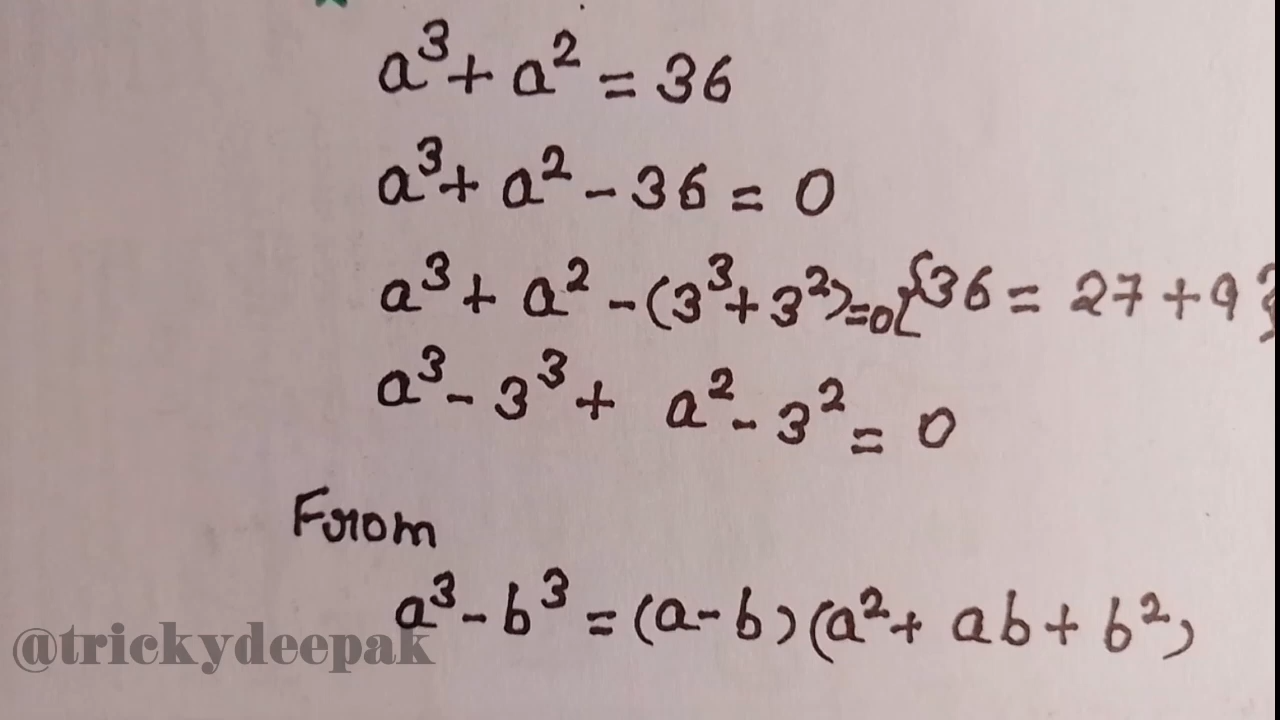 a³ + a² = 36
a³ + a² - 36 = 0
a³ + a² - (3³ + 3²) = 0 {36 = 27 + 9}
a³ - 3³ + a² - 3² = 0
From
a³ - b³ = (a - b) (a² + ab + b²)
@trickydeepak